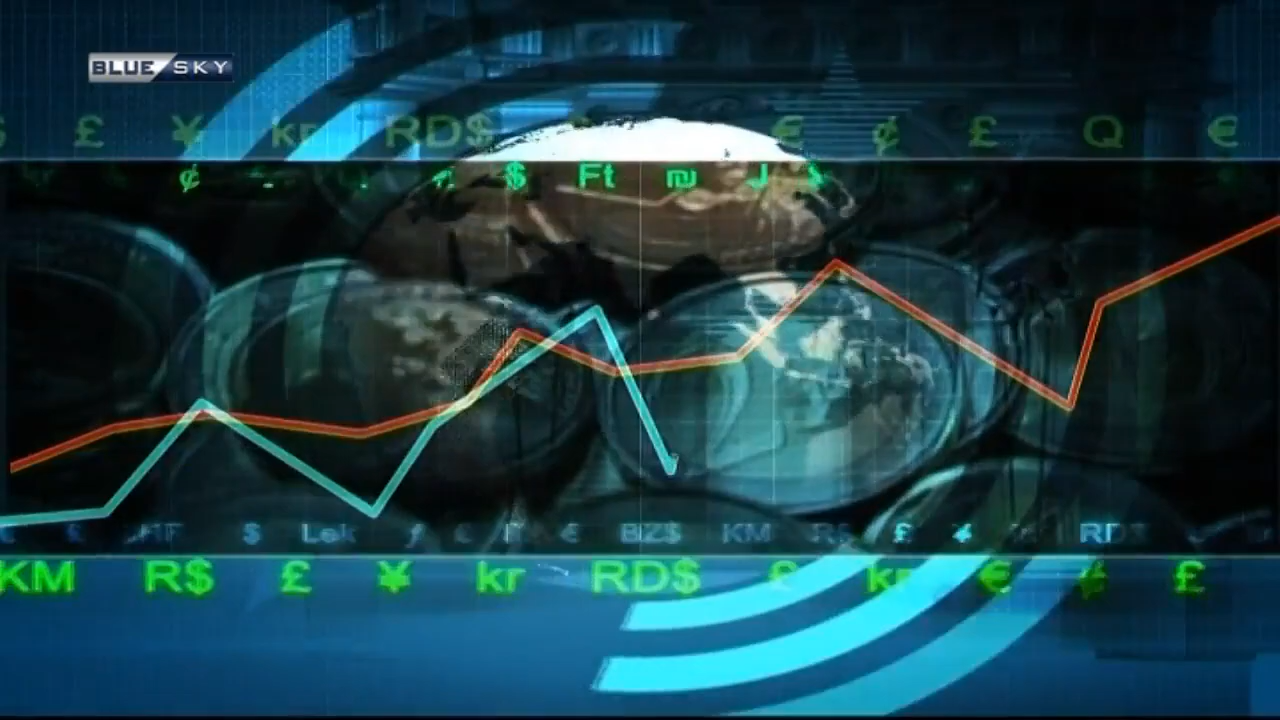 BLUE SKY
£ ¥ kr RD$ € ₡ £ Q €
₡ $ Ft ₪ J $
€ $ Lek ƒ € € BZ$ KM R$ £ ¥ RD$
KM R$ £ ¥ kr RD$ £ kr € ₡ £